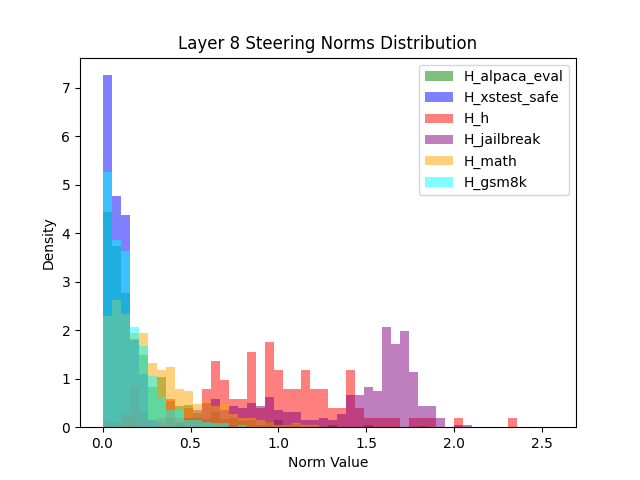 Layer 8 Steering Norms Distribution
H_alpaca_eval
H_xstest_safe
H_h
H_jailbreak
H_math
H_gsm8k
Density
7
6
5
4
3
2
1
0
0.0 0.5 1.0 1.5 2.0 2.5
Norm Value